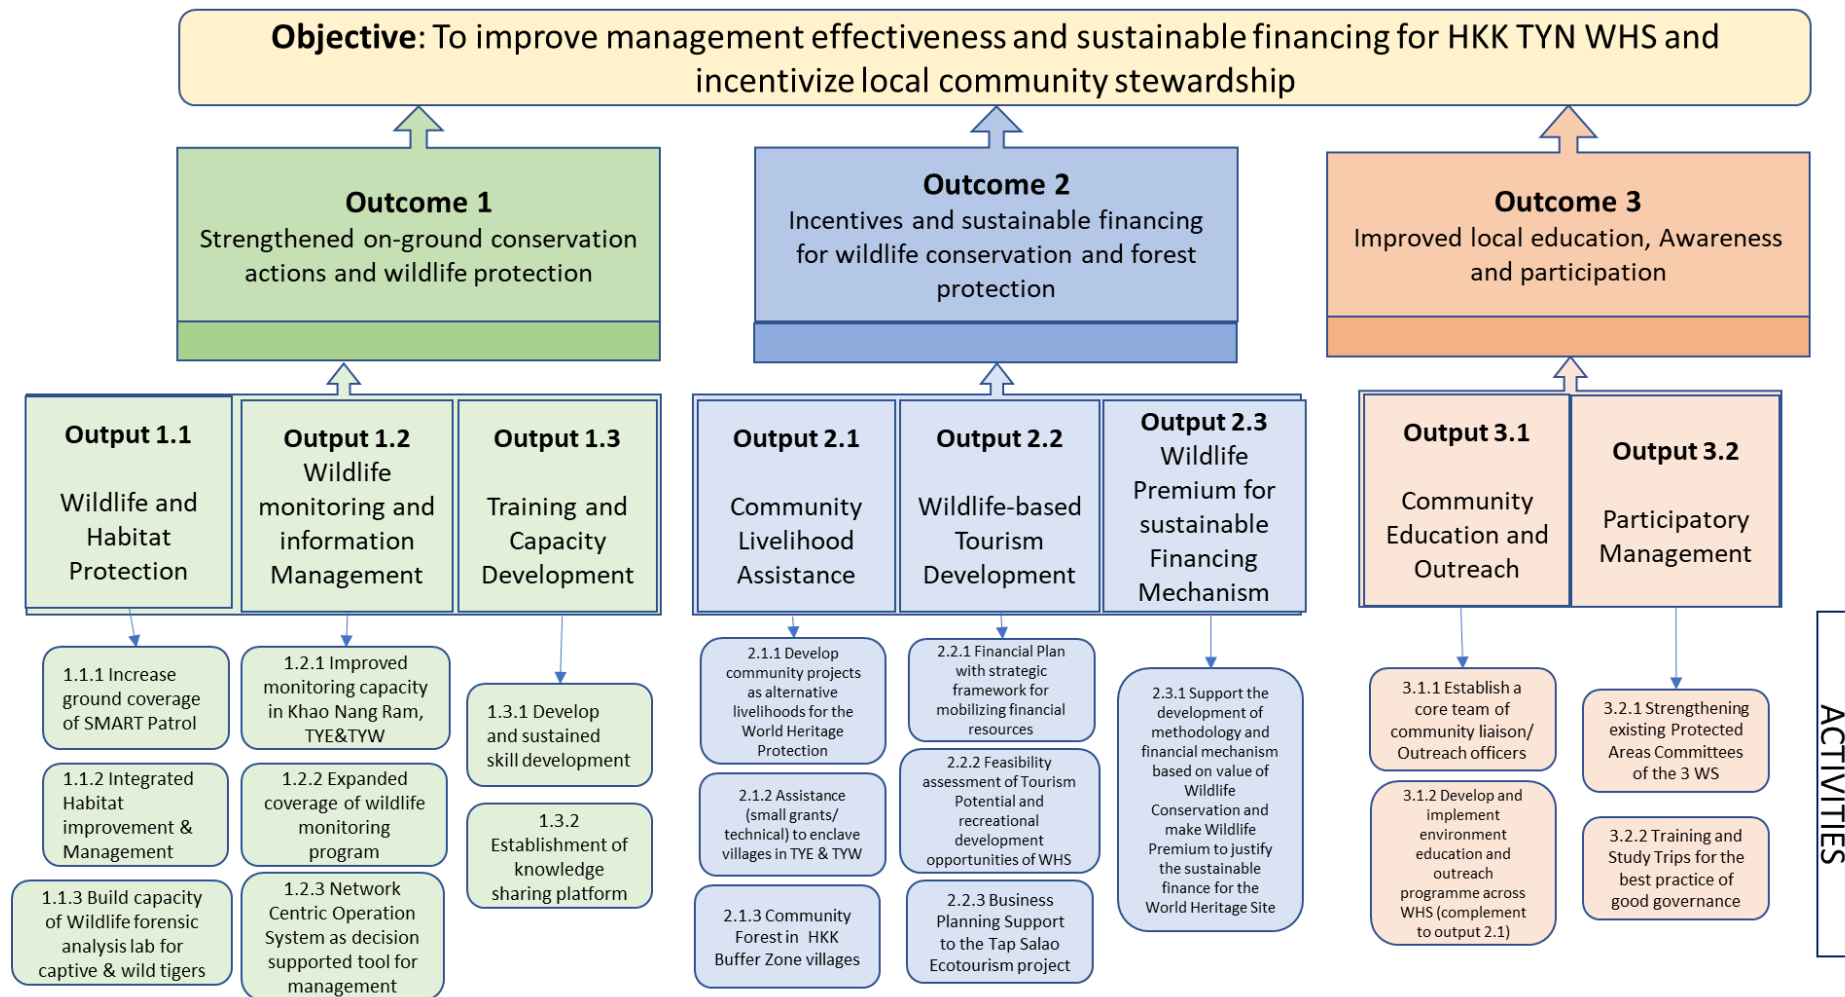 Objective: To improve management effectiveness and sustainable financing for HKK TYN WHS and
incentivize local community stewardship
Outcome 1
Strengthened on-ground conservation
actions and wildlife protection
Outcome 2
Incentives and sustainable financing
for wildlife conservation and forest
protection
Outcome 3
Improved local education, Awareness
and participation
Output 1.1
Wildlife and
Habitat
Protection
Output 1.2
Wildlife
monitoring and
information
Management
Output 1.3
Training and
Capacity
Development
Output 2.1
Community
Livelihood
Assistance
Output 2.2
Wildlife-based
Tourism
Development
Output 2.3
Wildlife
Premium for
sustainable
Financing
Mechanism
Output 3.1
Community
Education and
Outreach
Output 3.2
Participatory
Management
1.1.1 Increase
ground coverage
of SMART Patrol
1.1.2 Integrated
Habitat
improvement &
Management
1.1.3 Build capacity
of Wildlife forensic
analysis lab for
captive & wild tigers
1.2.1 Improved
monitoring capacity
in Khao Nang Ram,
TYE&TYW
1.2.2 Expanded
coverage of wildlife
monitoring
program
1.2.3 Network
Centric Operation
System as decision
supported tool for
management
1.3.1 Develop
and sustained
skill development
1.3.2
Establishment of
knowledge
sharing platform
2.1.1 Develop
community projects
as alternative
livelihoods for the
World Heritage
Protection
2.1.2 Assistance
(small grants/
technical) to enclave
villages in TYE & TYW
2.1.3 Community
Forest in HKK
Buffer Zone villages
2.2.1 Financial Plan
with strategic
framework for
mobilizing financial
resources
2.2.2 Feasibility
assessment of Tourism
Potential and
recreational
development
opportunities of WHS
2.2.3 Business
Planning Support
to the Tap Salao
Ecotourism project
2.3.1 Support the
development of
methodology and
financial mechanism
based on value of
Wildlife
Conservation and
make Wildlife
Premium to justify
the sustainable
finance for the
World Heritage Site
3.1.1 Establish a
core team of
community liaison/
Outreach officers
3.1.2 Develop and
implement
environment
education and
outreach
programme across
WHS (complement
to output 2.1)
3.2.1 Strengthening
existing Protected
Areas Committees
of the 3 WS
3.2.2 Training and
Study Trips for the
best practice of
good governance
ACTIVITIES